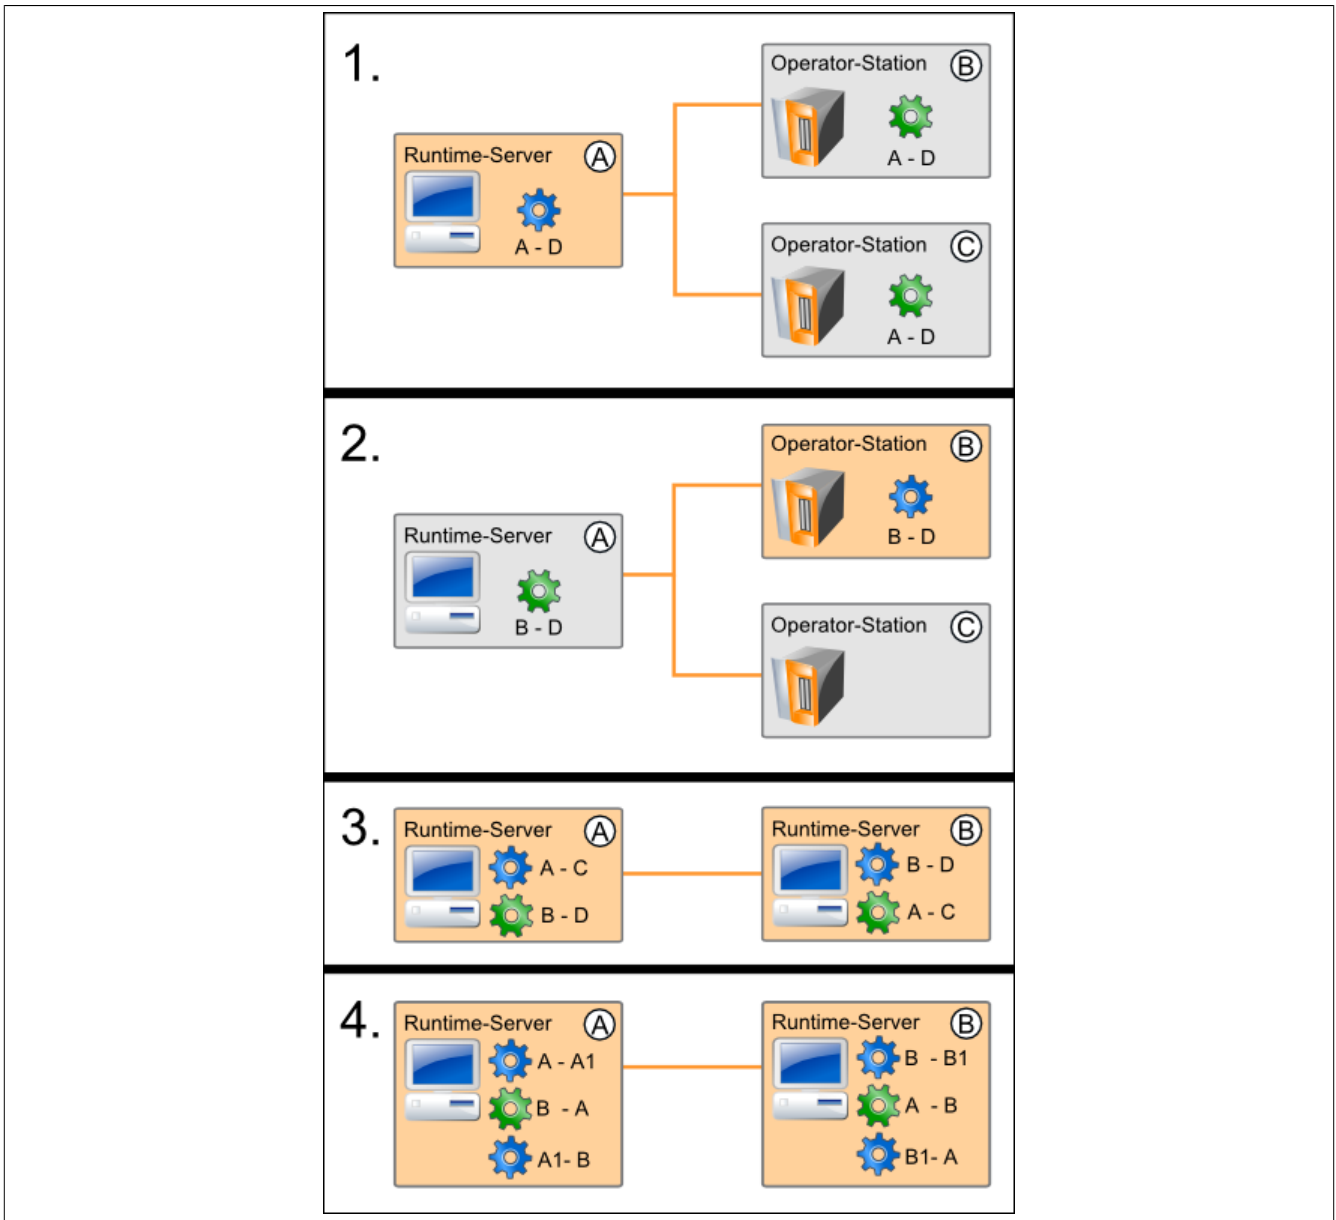 1.
Operator-Station B
A - D
Runtime-Server A
A - D
Operator-Station C
A - D
2.
Operator-Station B
B - D
Runtime-Server A
B - D
Operator-Station C
3.
Runtime-Server A
A - C
B - D
Runtime-Server B
B - D
A - C
4.
Runtime-Server A
A - A1
B - A
A1- B
Runtime-Server B
B - B1
A - B
B1- A